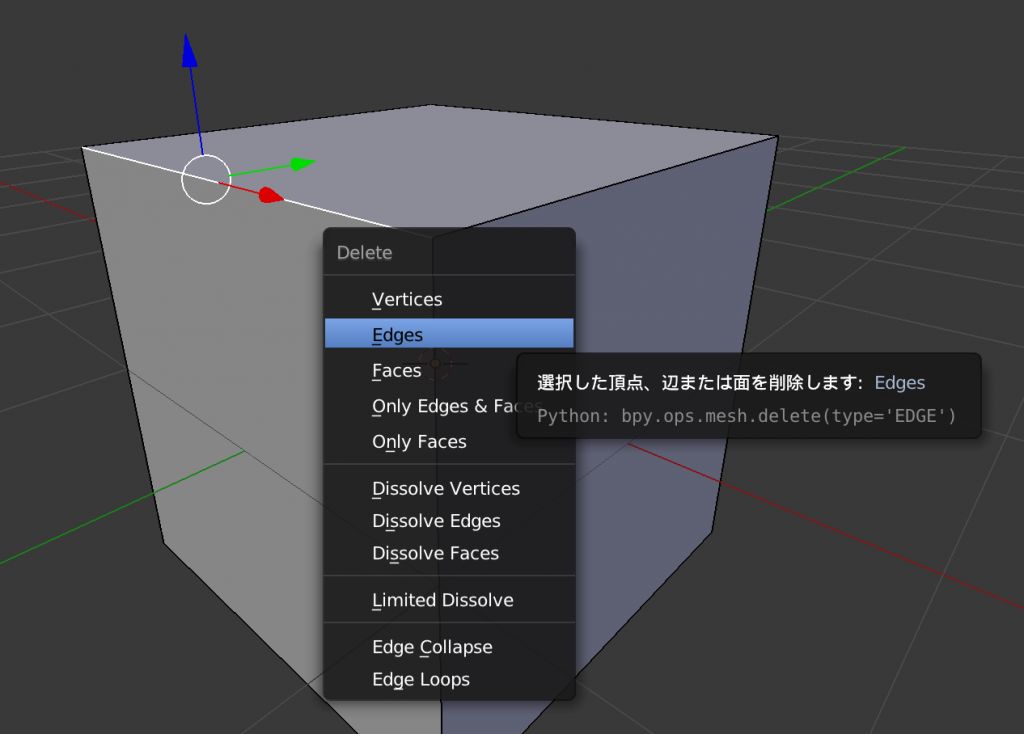 Delete
Vertices
Edges
Faces
Only Edges & Faces
Only Faces
Dissolve Vertices
Dissolve Edges
Dissolve Faces
Limited Dissolve
Edge Collapse
Edge Loops
選択した頂点、辺または面を削除します: Edges
Python: bpy.ops.mesh.delete(type='EDGE')